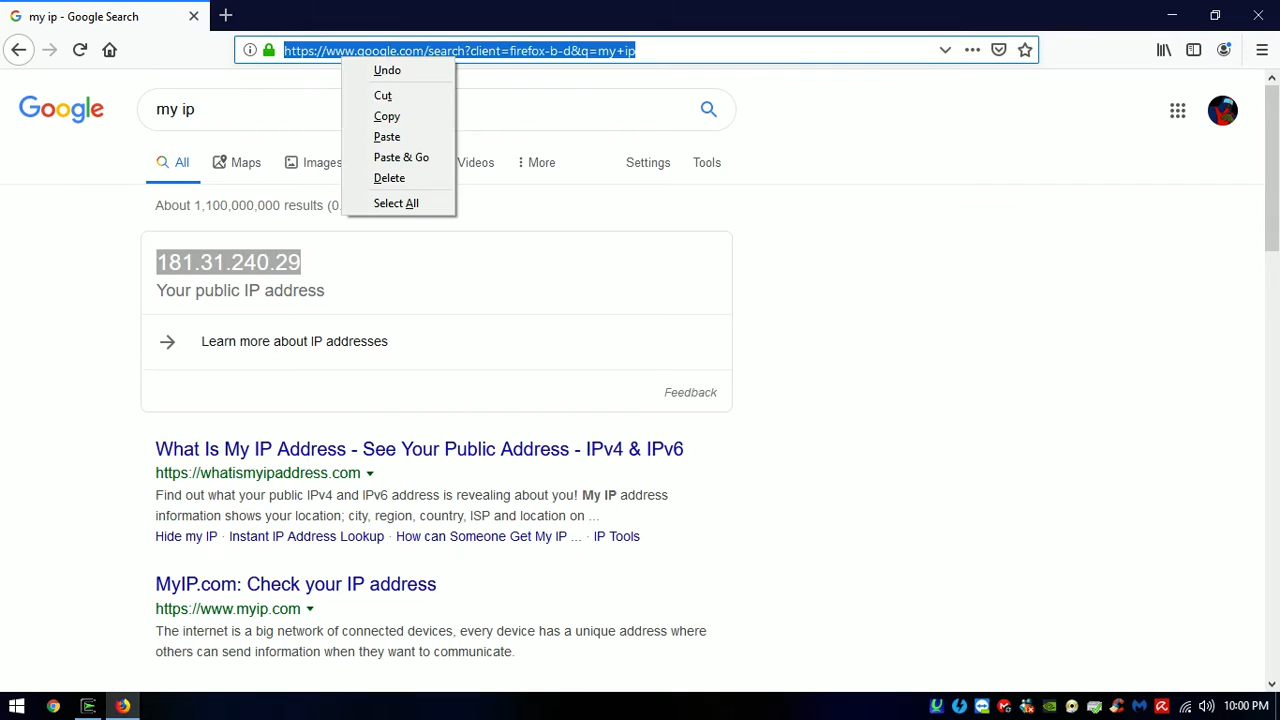 my ip - Google Search
https://www.google.com/search?client=firefox-b-d&q=my+ip
Undo
Cut
Copy
Paste
Paste & Go
Delete
Select All
Google
my ip
All
Maps
Images
Videos
More
Settings
Tools
About 1,100,000,000 results (0.
181.31.240.29
Your public IP address
Learn more about IP addresses
Feedback
What Is My IP Address - See Your Public Address - IPv4 & IPv6
https://whatismyipaddress.com
Find out what your public IPv4 and IPv6 address is revealing about you! My IP address
information shows your location; city, region, country, ISP and location on ...
Hide my IP · Instant IP Address Lookup · How can Someone Get My IP ... · IP Tools
MyIP.com: Check your IP address
https://www.myip.com
The internet is a big network of connected devices, every device has a unique address where
others can send information when they want to communicate.
10:00 PM